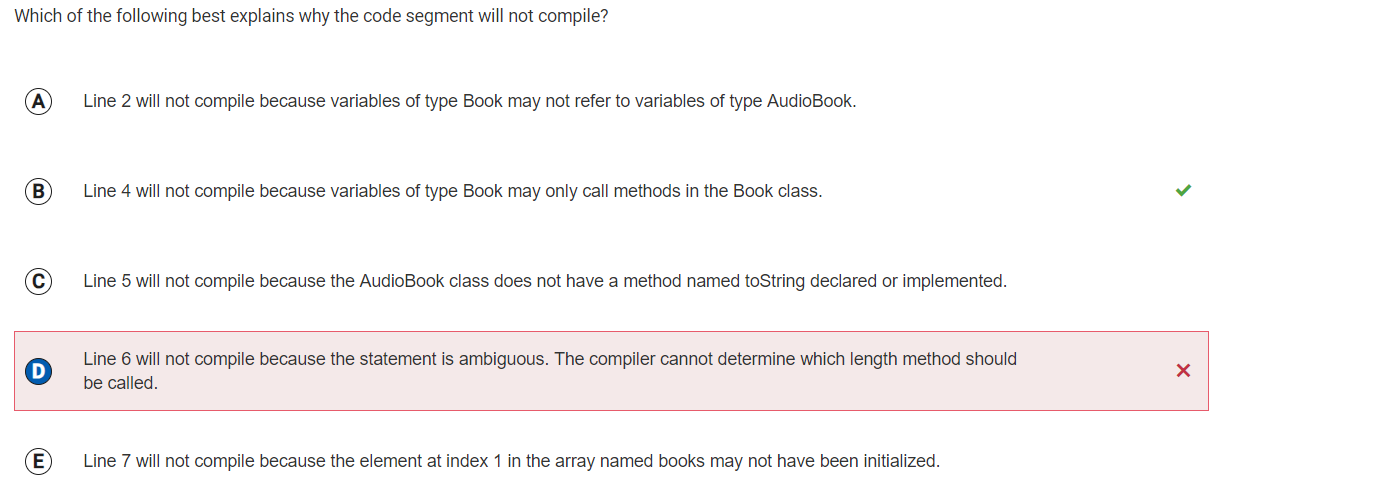 Which of the following best explains why the code segment will not compile?
A Line 2 will not compile because variables of type Book may not refer to variables of type AudioBook.
B Line 4 will not compile because variables of type Book may only call methods in the Book class.
C Line 5 will not compile because the AudioBook class does not have a method named toString declared or implemented.
D Line 6 will not compile because the statement is ambiguous. The compiler cannot determine which length method should
be called.
E Line 7 will not compile because the element at index 1 in the array named books may not have been initialized.